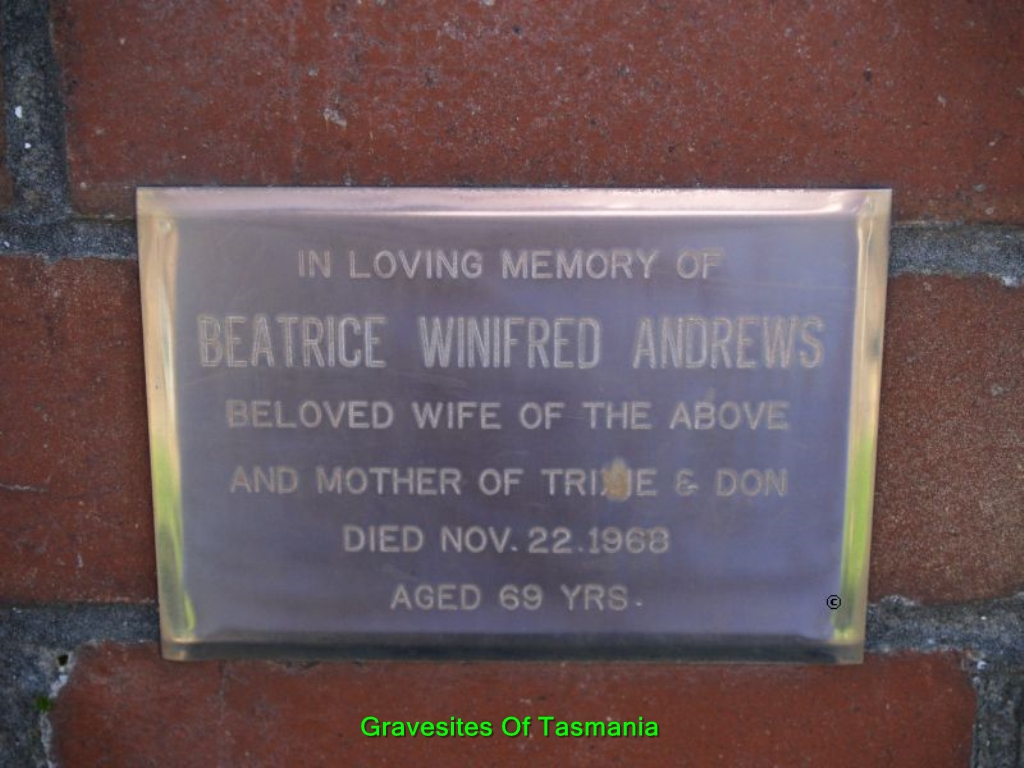 IN LOVING MEMORY OF
BEATRICE WINIFRED ANDREWS
BELOVED WIFE OF THE ABOVE
AND MOTHER OF TRIXIE & DON
DIED NOV. 22.1968
AGED 69 YRS.
©
Gravesites Of Tasmania